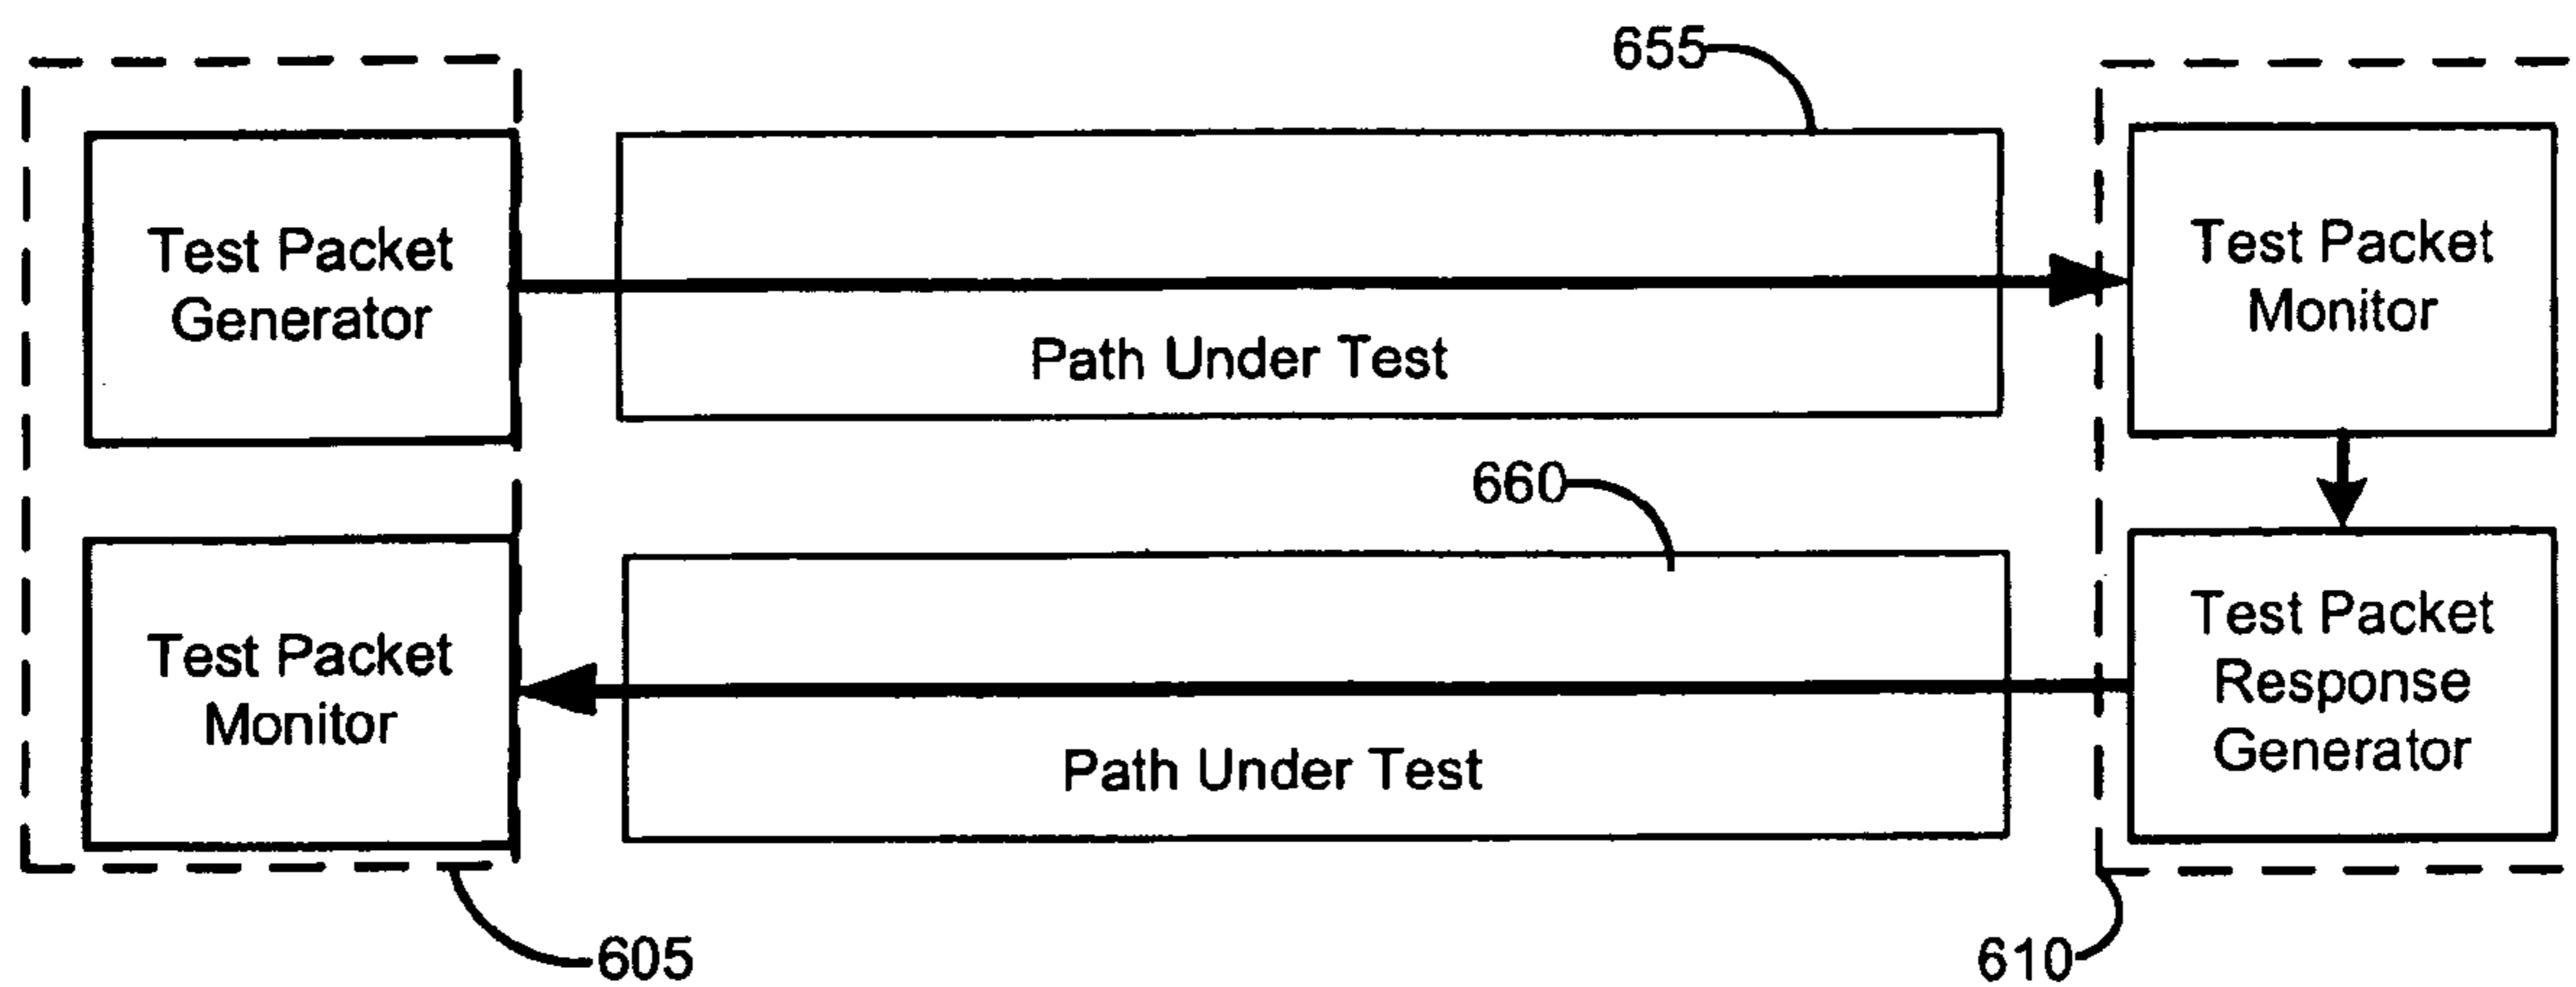 655
Test Packet
Generator
Path Under Test
Test Packet
Monitor
660
Test Packet
Monitor
Path Under Test
Test Packet
Response
Generator
605
610